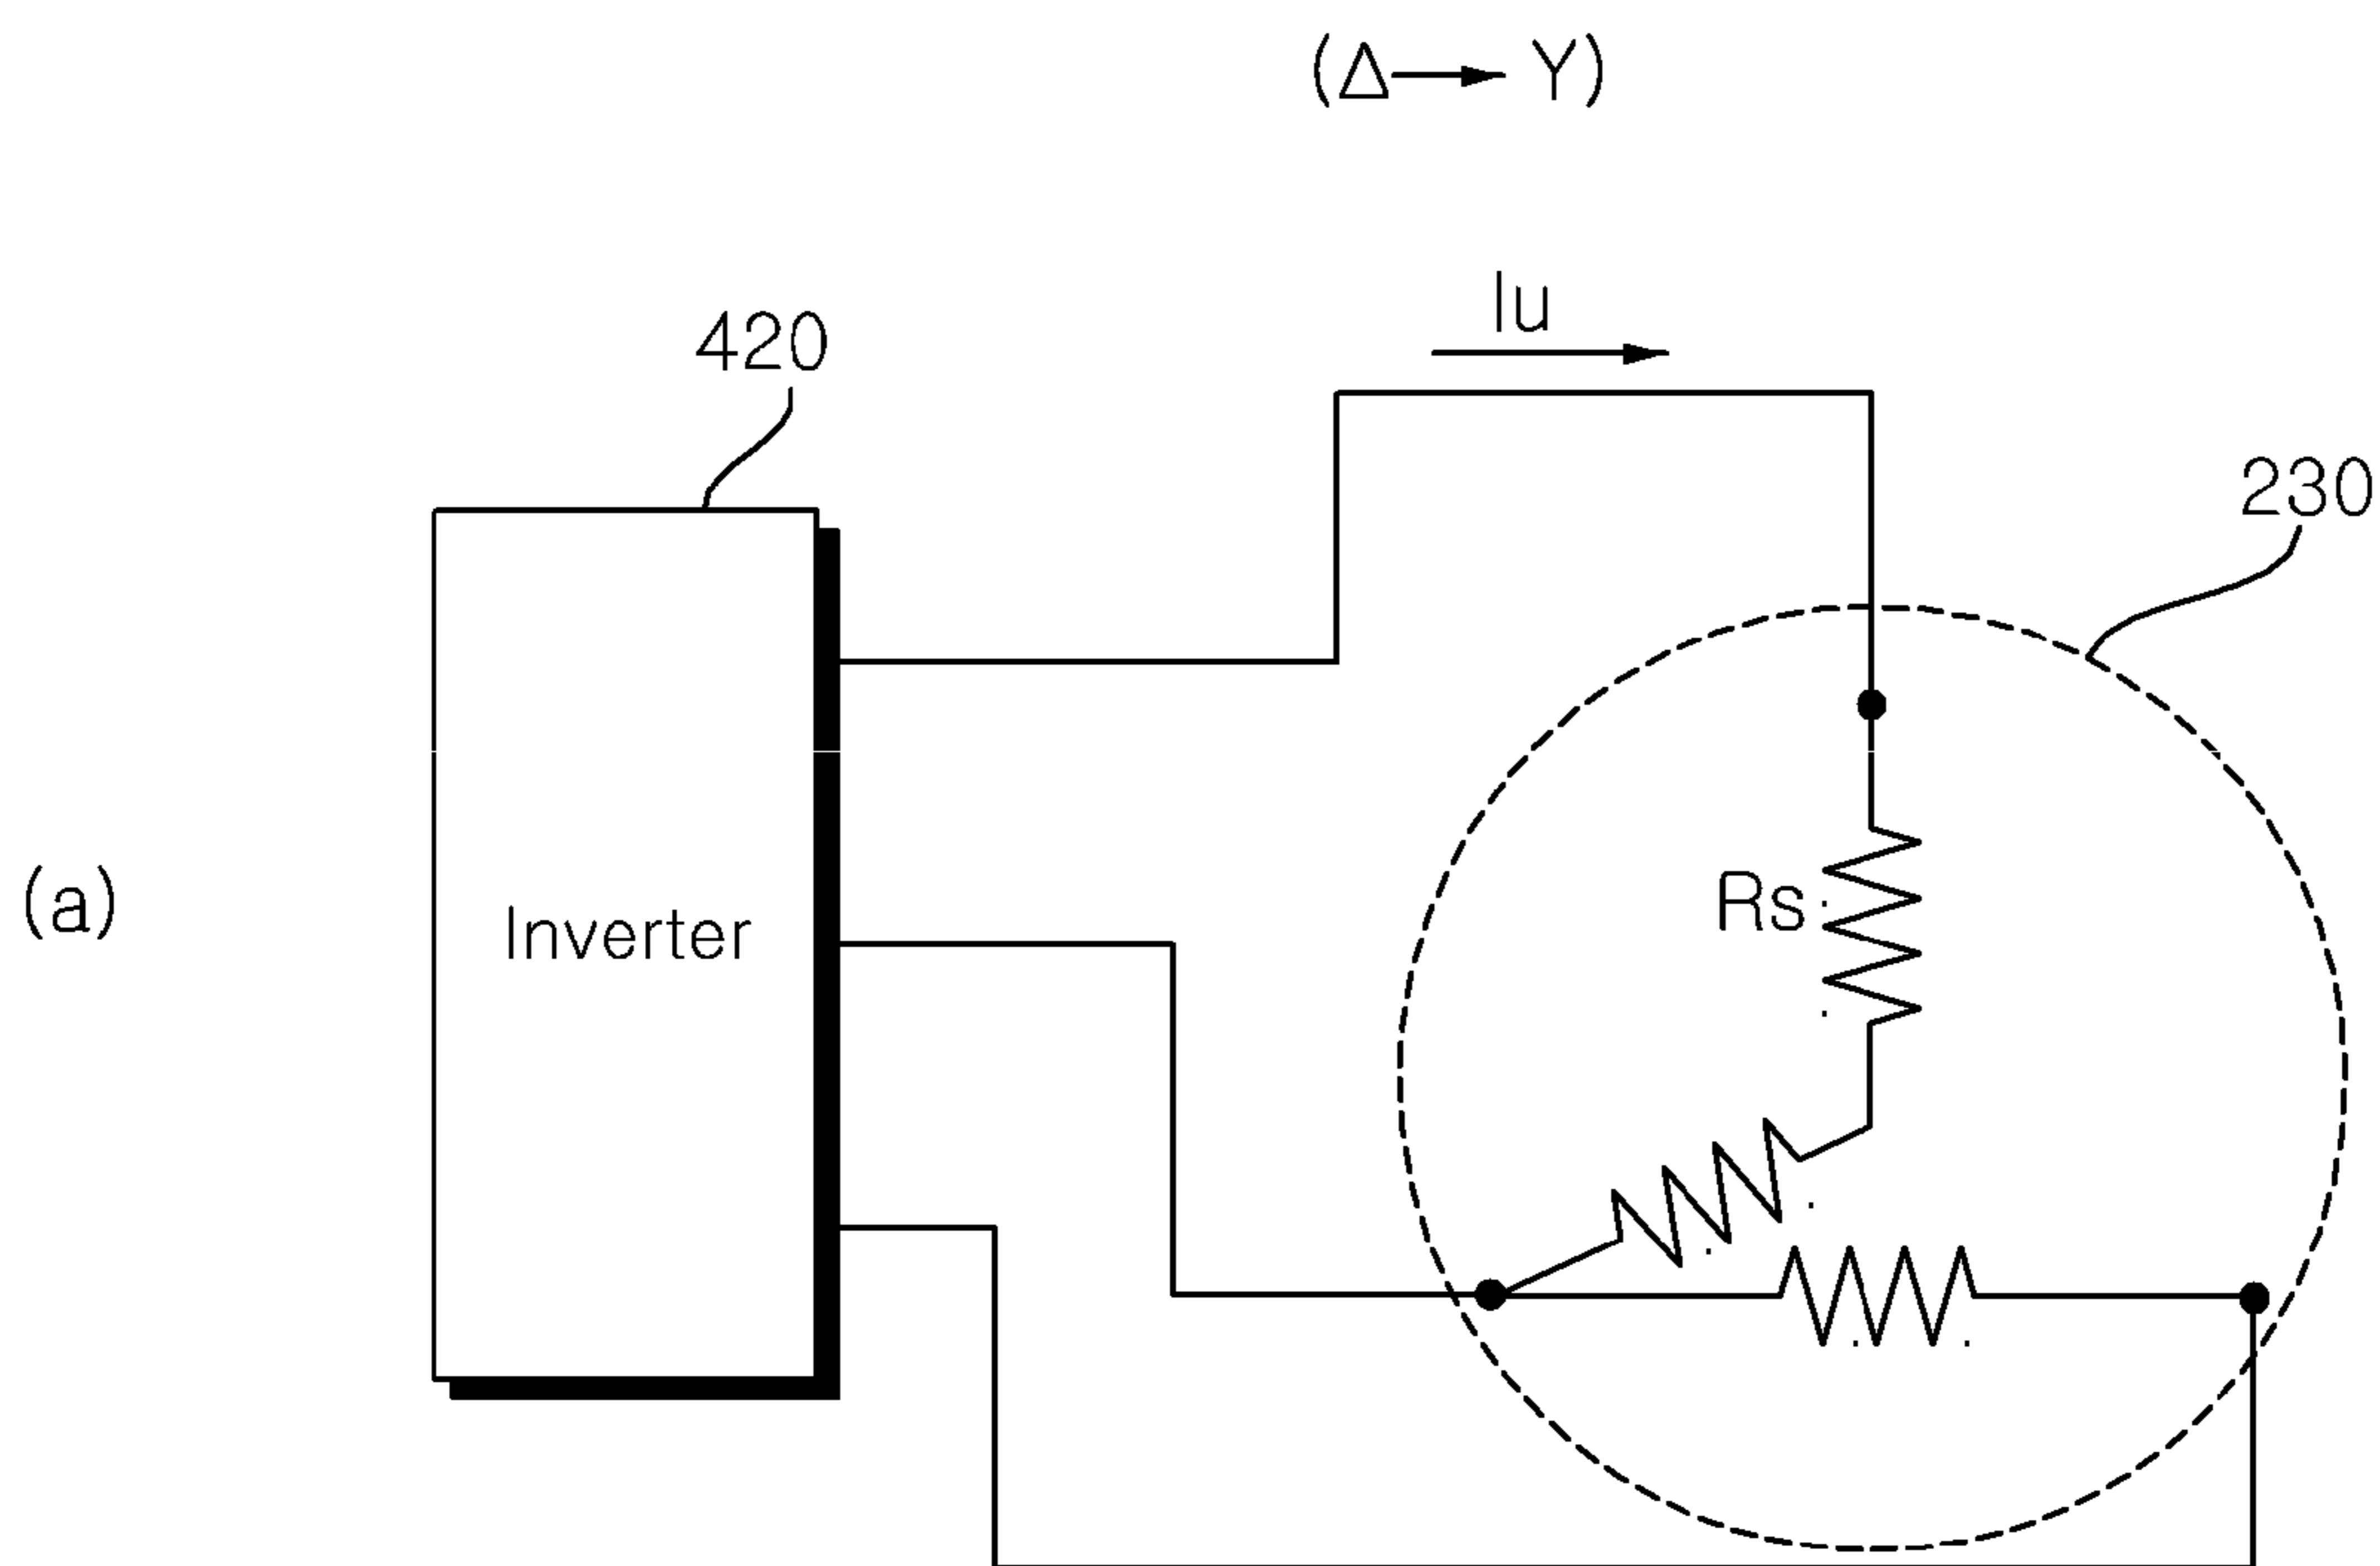 (Δ → Y)
Iu
420
230
(a)
Inverter
Rs